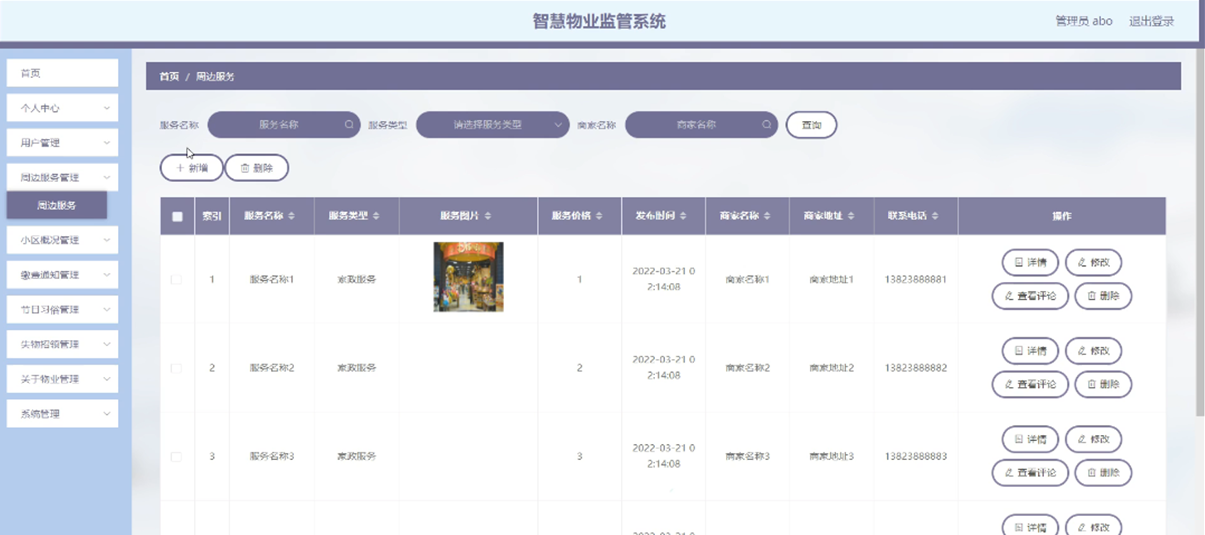 智慧物业监管系统
管理员 abo 退出登录
首页
个人中心
用户管理
周边服务管理
周边服务
小区概况管理
缴费通知管理
节日习俗管理
失物招领管理
关于物业管理
系统管理
首页 / 周边服务
服务名称 服务名称 服务类型 请选择服务类型 商家名称 商家名称 查询
新增 删除
索引 服务名称 服务类型 服务图片 服务价格 发布时间 商家名称 商家地址 联系电话 操作
1 服务名称1 家政服务 1 2022-03-21 0 商家名称1 商家地址1 13823888881 详情 修改
2:14:08 查看评论 删除
2 服务名称2 家政服务 2 2022-03-21 0 商家名称2 商家地址2 13823888882 详情 修改
2:14:08 查看评论 删除
3 服务名称3 家政服务 3 2022-03-21 0 商家名称3 商家地址3 13823888883 详情 修改
2:14:08 查看评论 删除
详情 修改